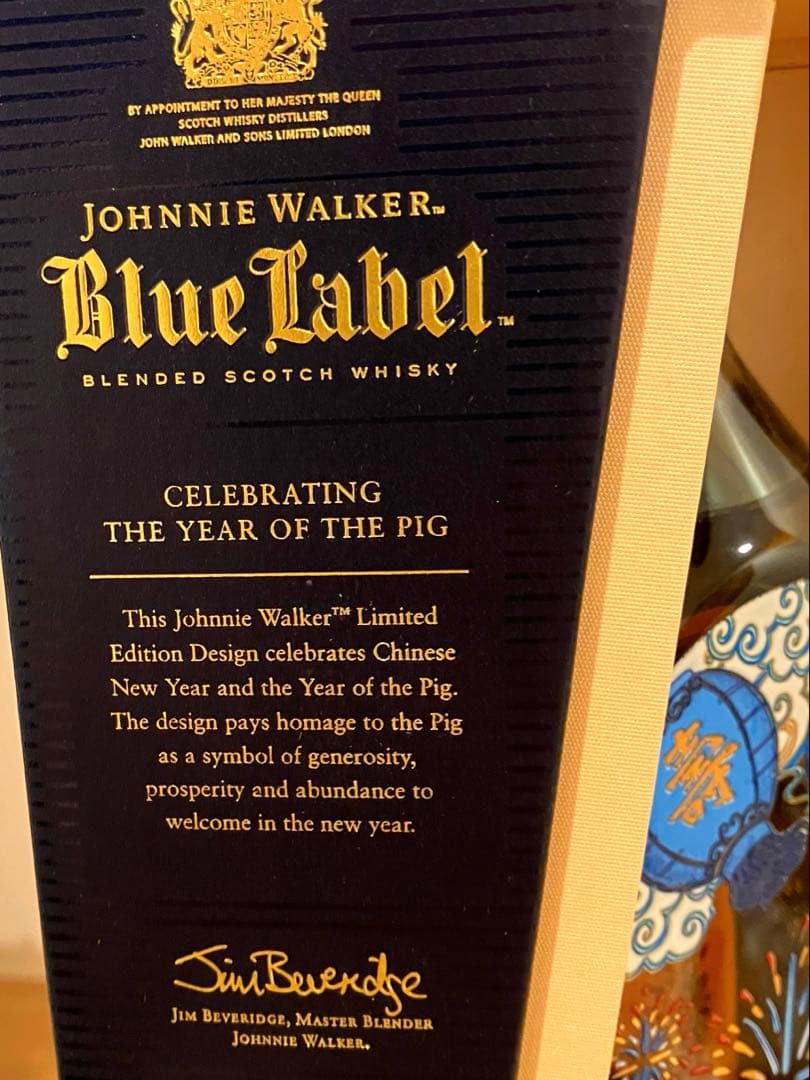 BY APPOINTMENT TO HER MAJESTY THE QUEEN
SCOTCH WHISKY DISTILLERS
JOHN WALKER AND SONS LIMITED LONDON
JOHNNIE WALKER™
Blue Label™
BLENDED SCOTCH WHISKY
CELEBRATING
THE YEAR OF THE PIG
This Johnnie Walker™ Limited
Edition Design celebrates Chinese
New Year and the Year of the Pig.
The design pays homage to the Pig
as a symbol of generosity,
prosperity and abundance to
welcome in the new year.
Jim Beveridge
JIM BEVERIDGE, MASTER BLENDER
JOHNNIE WALKER.